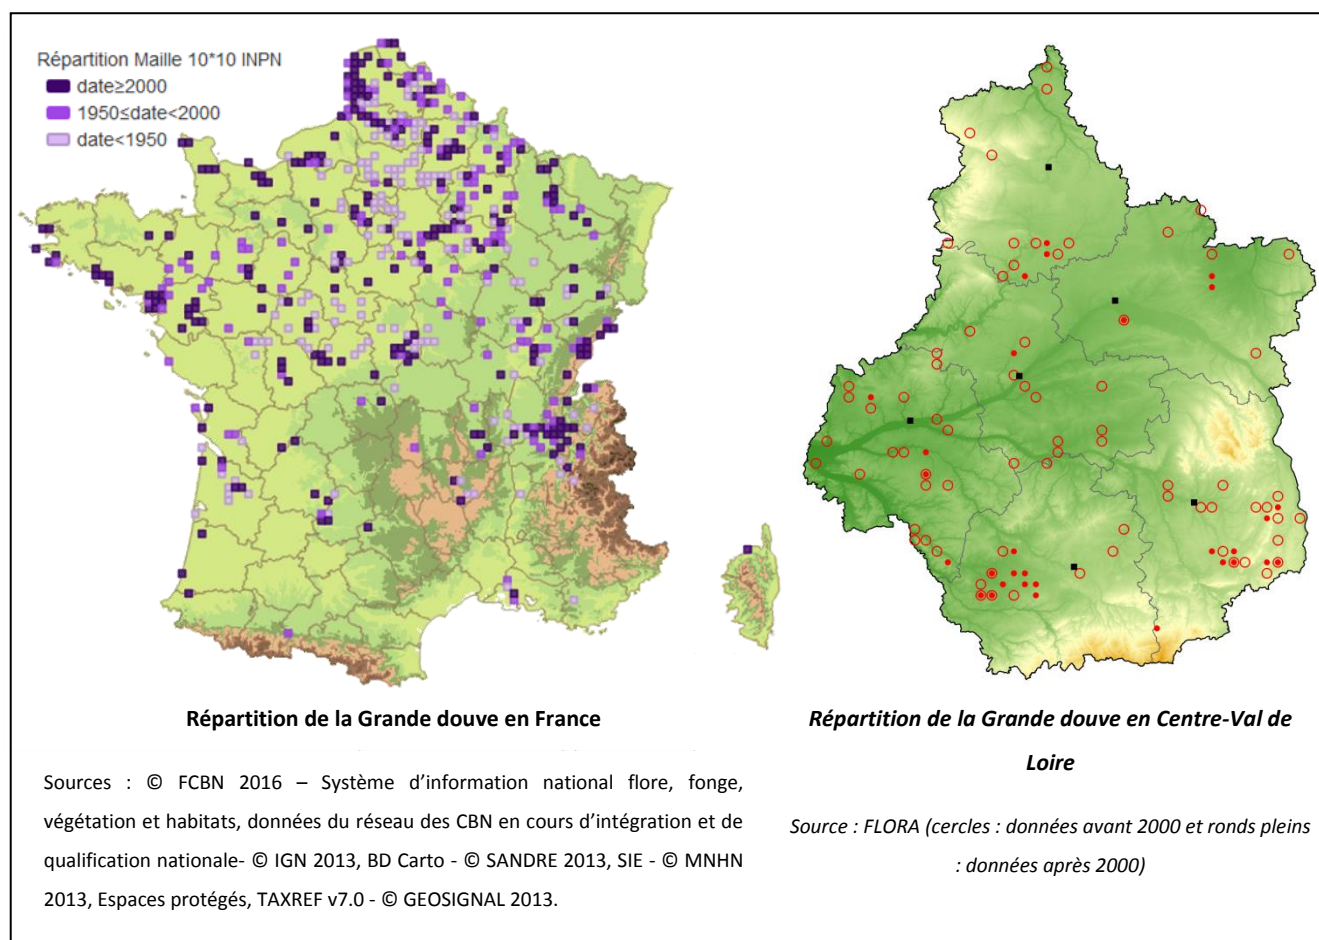 Répartition Maille 10*10 INPN
date≥2000
1950≤date<2000
date<1950
Répartition de la Grande douve en France
Sources : © FCBN 2016 – Système d'information national flore, fonge,
végétation et habitats, données du réseau des CBN en cours d'intégration et de
qualification nationale- © IGN 2013, BD Carto - © SANDRE 2013, SIE - © MNHN
2013, Espaces protégés, TAXREF v7.0 - © GEOSIGNAL 2013.
Répartition de la Grande douve en Centre-Val de
Loire
Source : FLORA (cercles : données avant 2000 et ronds pleins
: données après 2000)